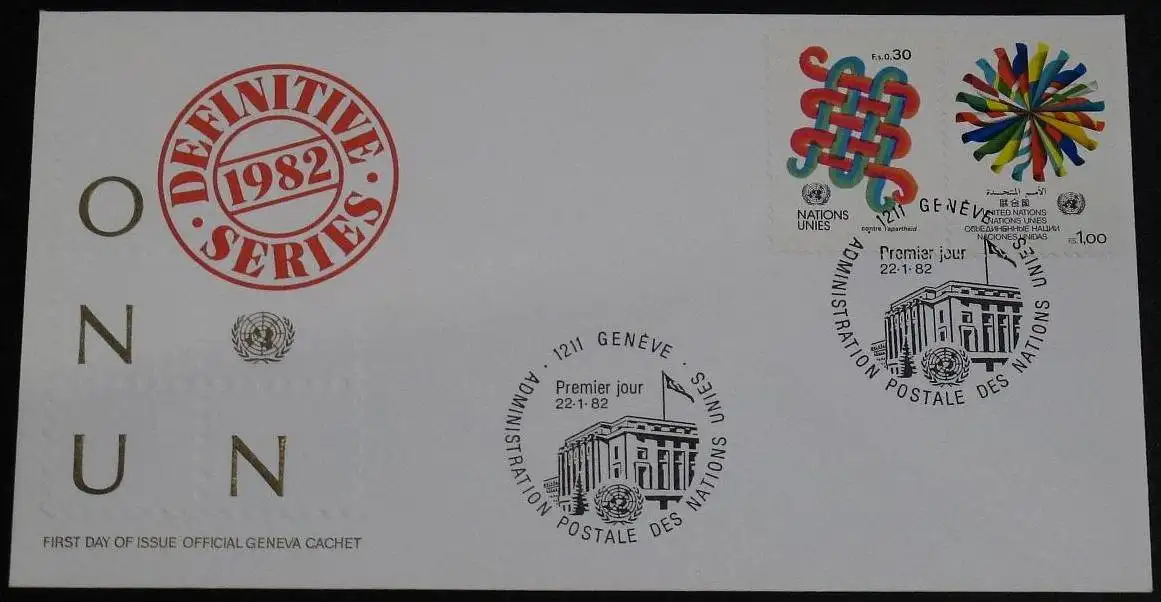 DEFINITIVE
1982
SERIES
O
N
U N
FIRST DAY OF ISSUE OFFICIAL GENEVA CACHET
F.s.0.30
NATIONS
UNIES
contre l'apartheid
الأمم المتحدة
联合国
UNITED NATIONS
NATIONS UNIES
ОБЪЕДИНЕННЫЕ НАЦИИ
NACIONES UNIDAS
F.S.1,00
1211 GENÈVE
Premier jour
22·1·82
ADMINISTRATION POSTALE DES NATIONS UNIES
1211 GENÈVE
Premier jour
22·1·82
ADMINISTRATION POSTALE DES NATIONS UNIES